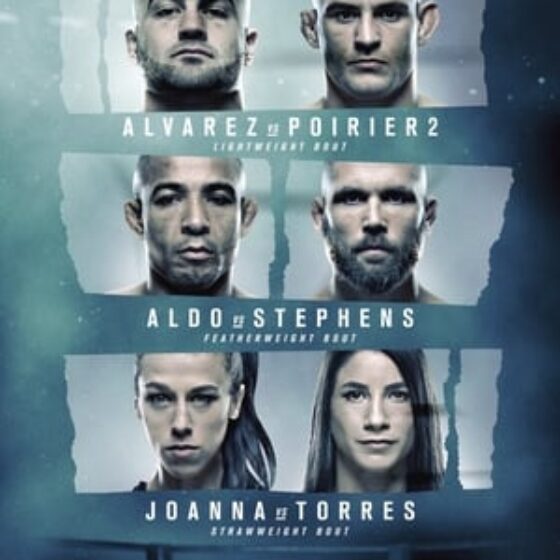 ALVAREZ VS POIRIER 2
LIGHTWEIGHT BOUT
ALDO VS STEPHENS
FEATHERWEIGHT BOUT
JOANNA VS TORRES
STRAWWEIGHT BOUT